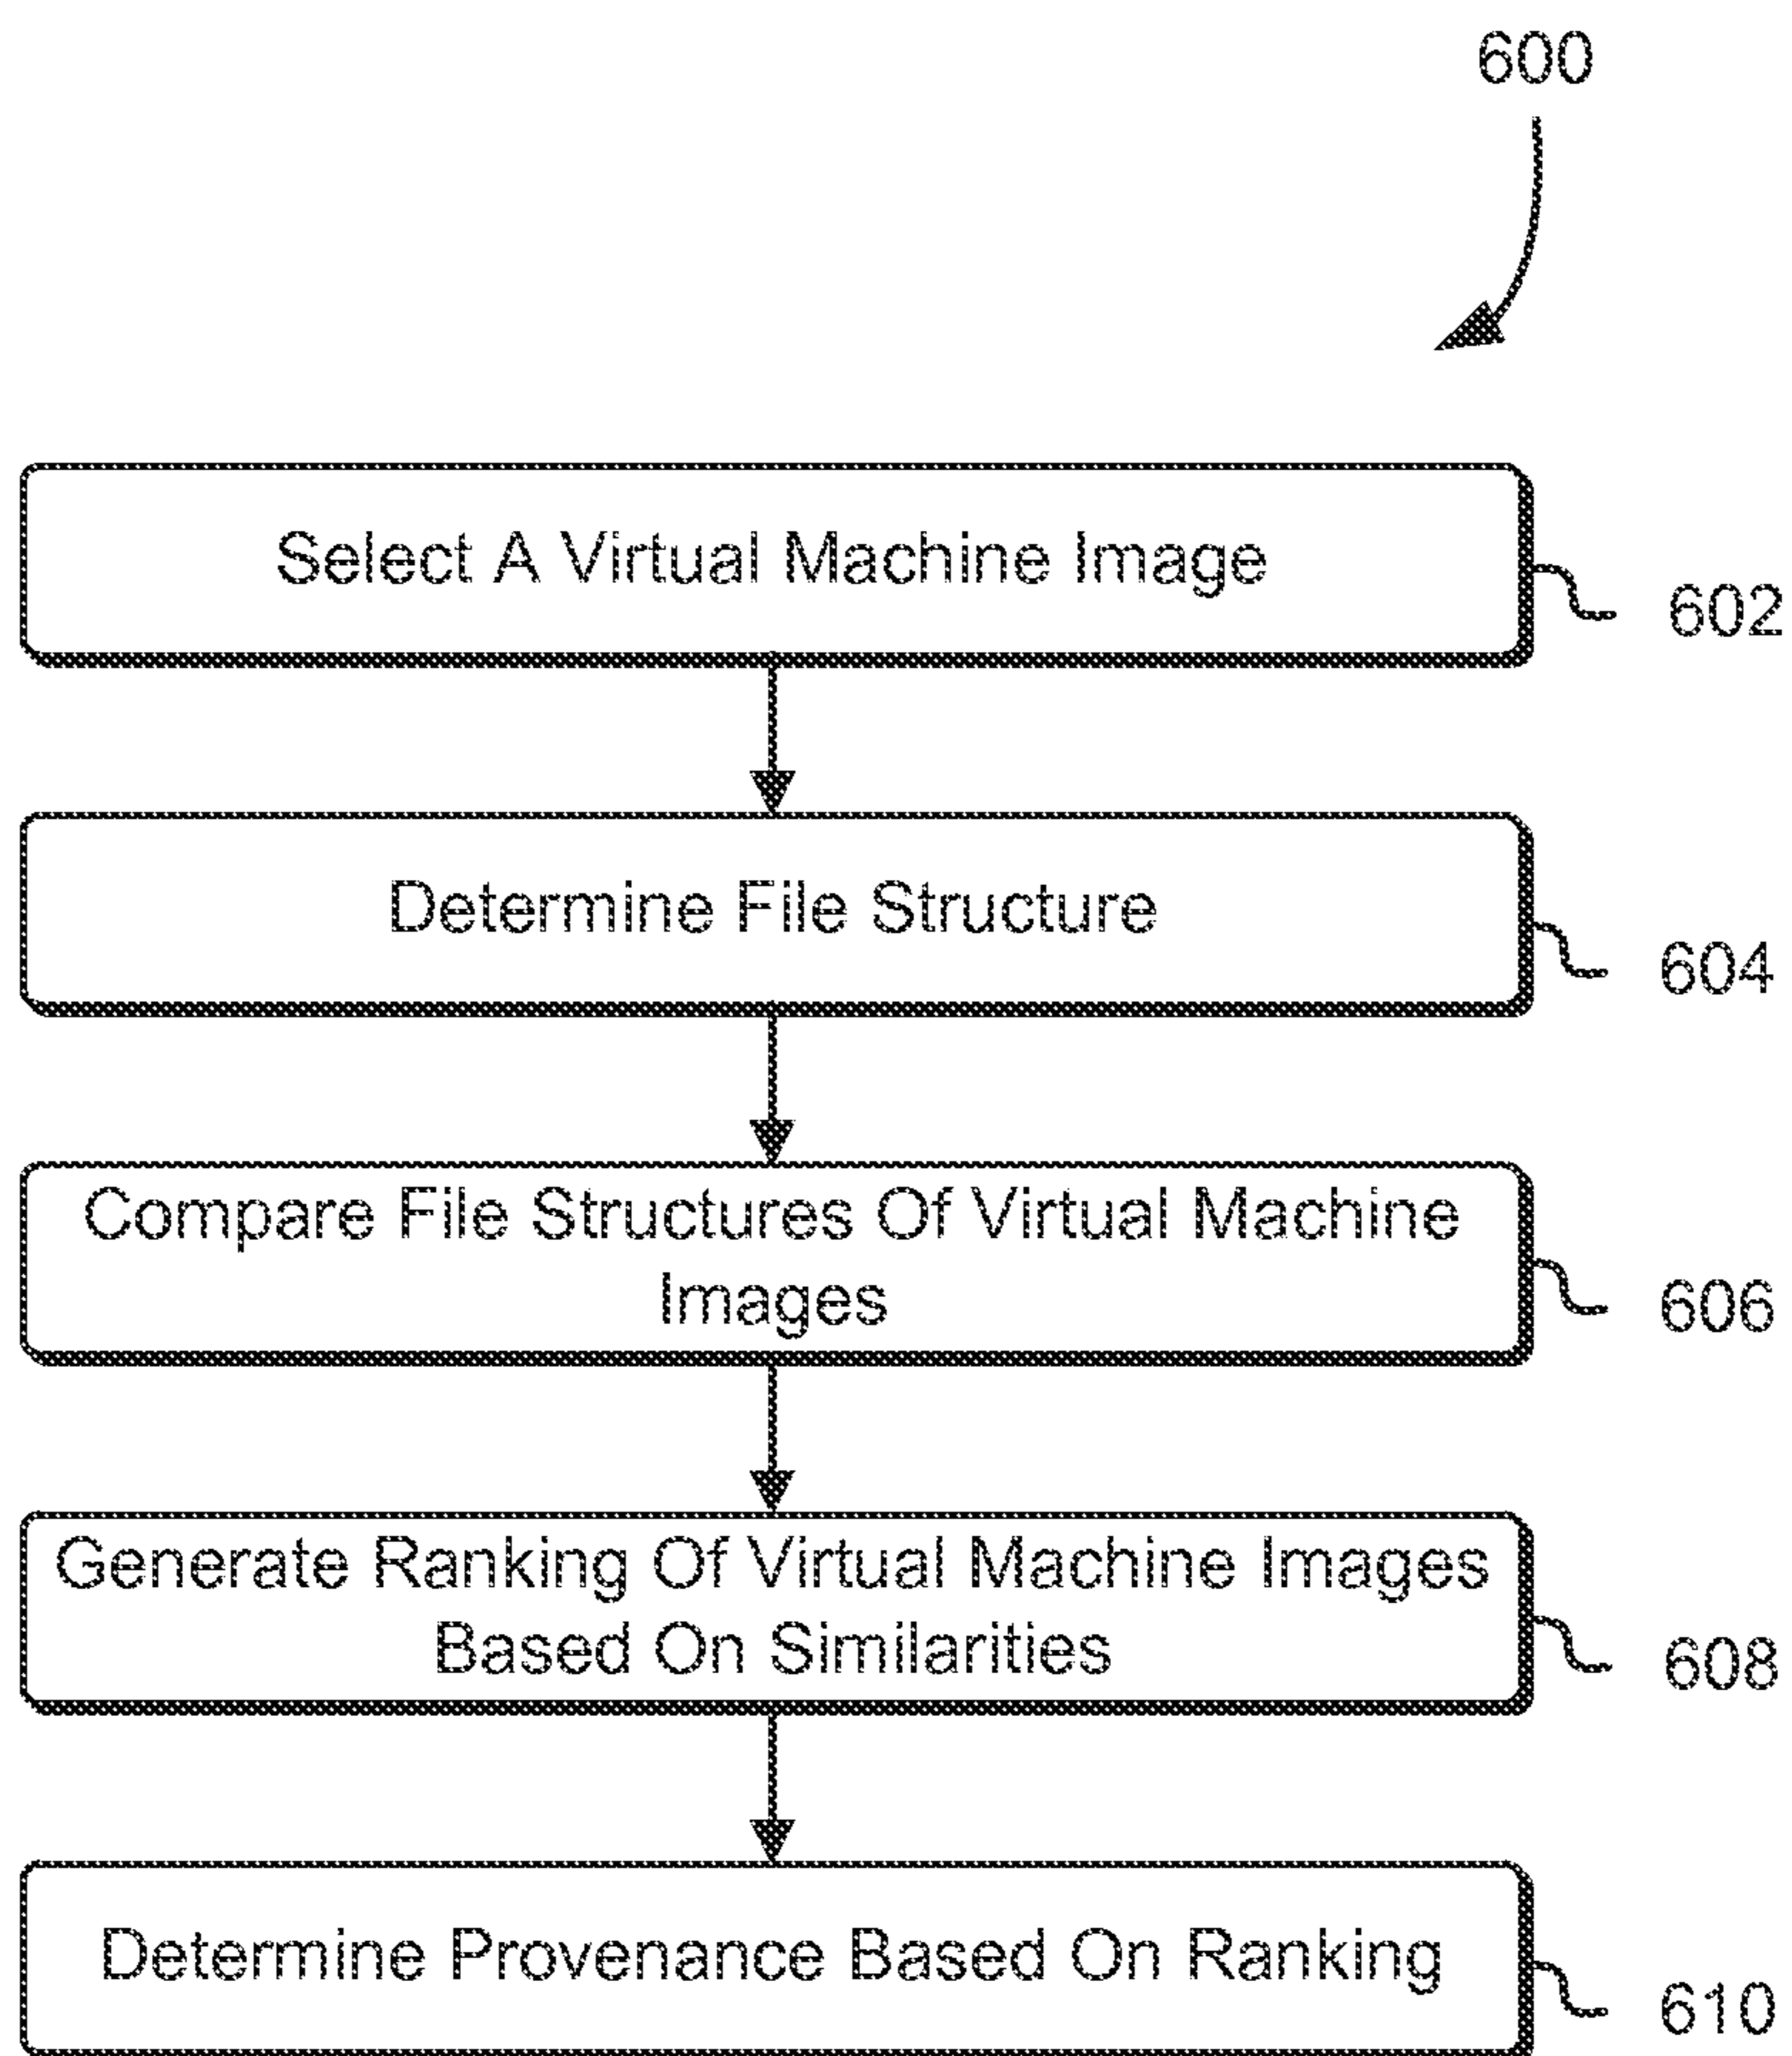 600
Select A Virtual Machine Image
602
Determine File Structure
604
Compare File Structures Of Virtual Machine
Images
606
Generate Ranking Of Virtual Machine Images
Based On Similarities
608
Determine Provenance Based On Ranking
610